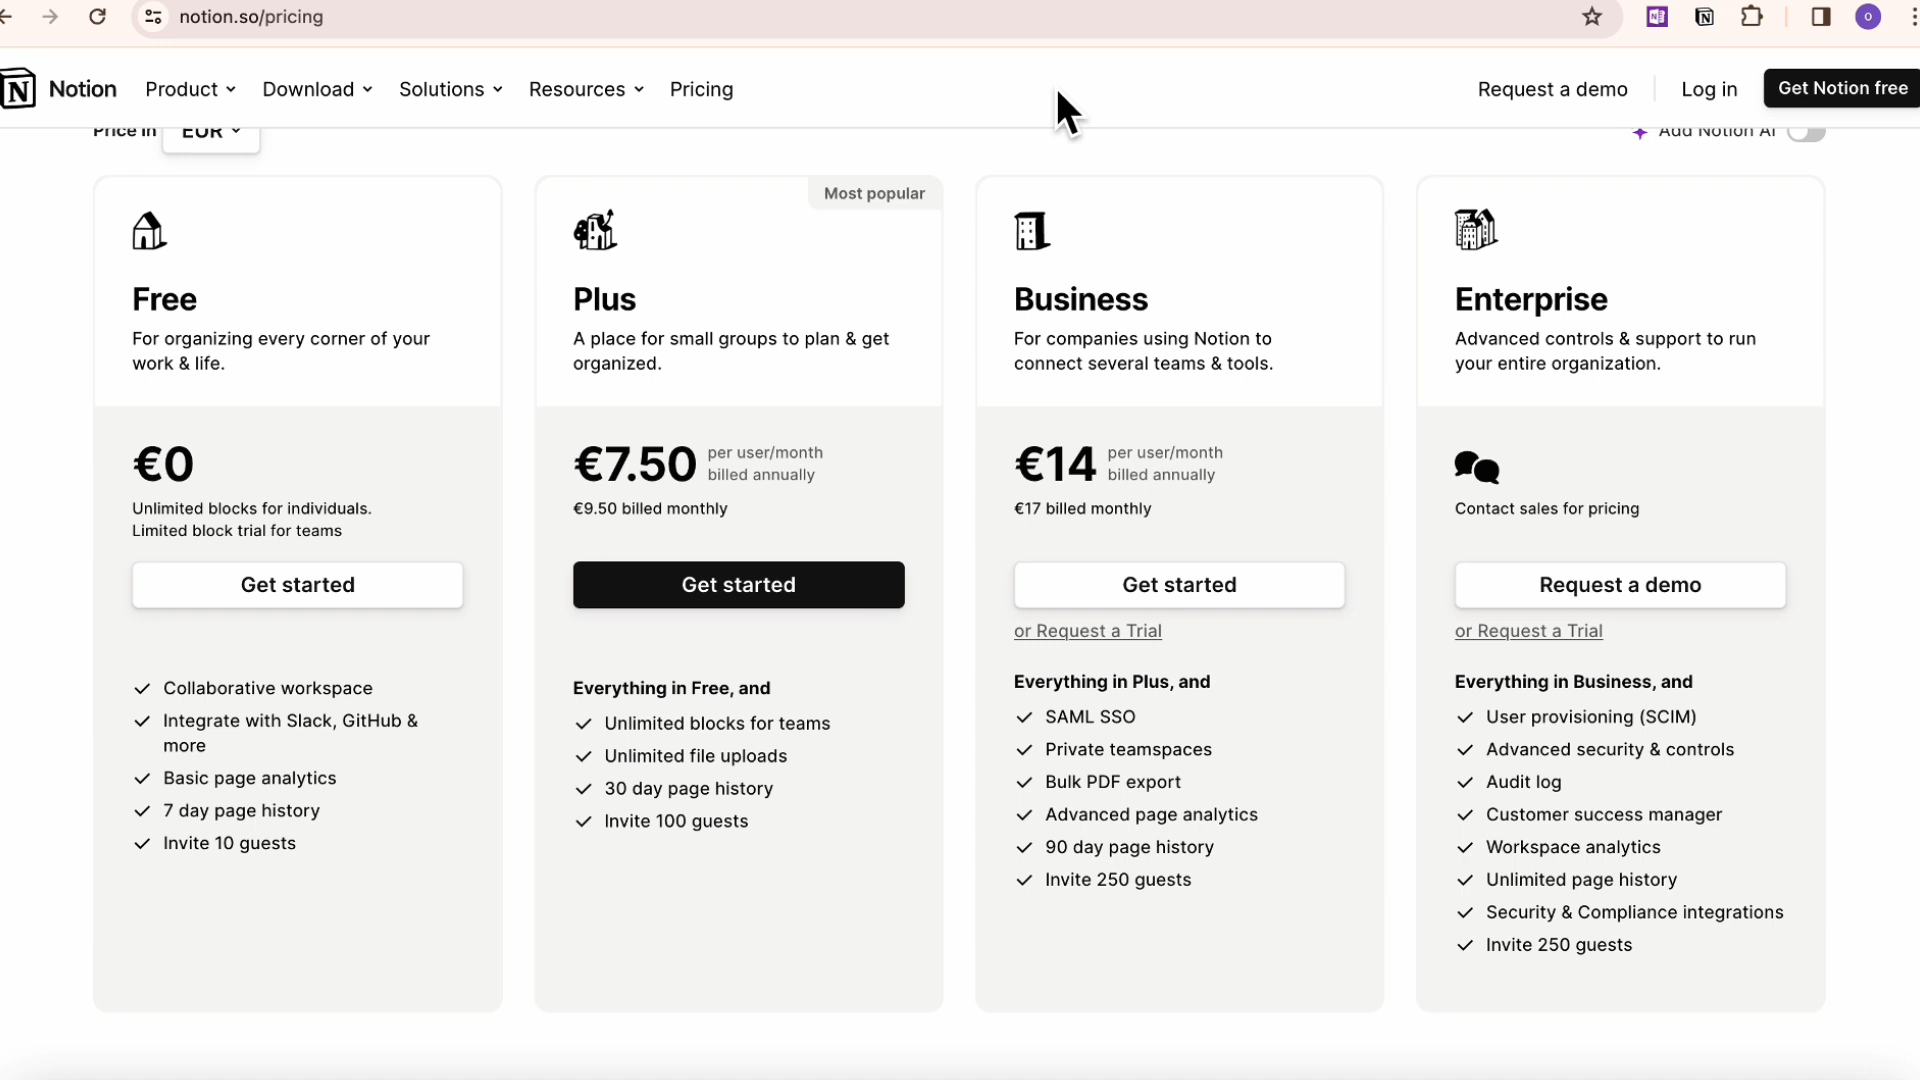 notion.so/pricing
Notion
Product
Download
Solutions
Resources
Pricing
Request a demo
Log in
Get Notion free
Price in
EUR
Add Notion AI
Free
For organizing every corner of your
work & life.
€0
Unlimited blocks for individuals.
Limited block trial for teams
Get started
Collaborative workspace
Integrate with Slack, GitHub &
more
Basic page analytics
7 day page history
Invite 10 guests
Most popular
Plus
A place for small groups to plan & get
organized.
€7.50
per user/month
billed annually
€9.50 billed monthly
Get started
Everything in Free, and
Unlimited blocks for teams
Unlimited file uploads
30 day page history
Invite 100 guests
Business
For companies using Notion to
connect several teams & tools.
€14
per user/month
billed annually
€17 billed monthly
Get started
or Request a Trial
Everything in Plus, and
SAML SSO
Private teamspaces
Bulk PDF export
Advanced page analytics
90 day page history
Invite 250 guests
Enterprise
Advanced controls & support to run
your entire organization.
Contact sales for pricing
Request a demo
or Request a Trial
Everything in Business, and
User provisioning (SCIM)
Advanced security & controls
Audit log
Customer success manager
Workspace analytics
Unlimited page history
Security & Compliance integrations
Invite 250 guests